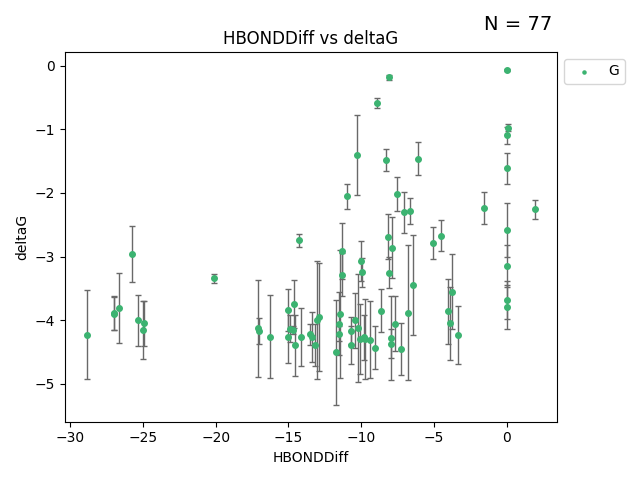 N = 77
HBONDDiff vs deltaG
G
deltaG
0
−1
−2
−3
−4
−5
−30
−25
−20
−15
−10
−5
0
HBONDDiff